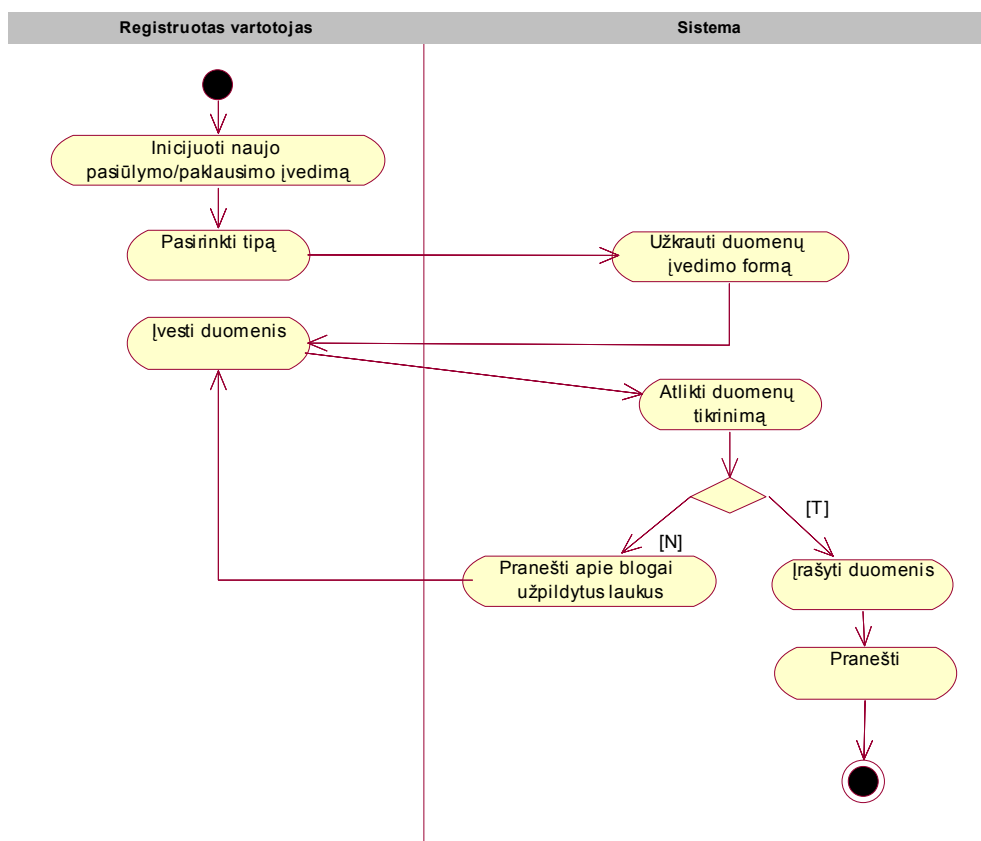 Registruotas vartotojas
Sistema
Inicijuoti naujo
pasiūlymo/paklausimo įvedimą
Pasirinkti tipą
Užkrauti duomenų
įvedimo formą
Įvesti duomenis
Atlikti duomenų
tikrinimą
[T]
[N]
Pranešti apie blogai
užpildytus laukus
Įrašyti duomenis
Pranešti